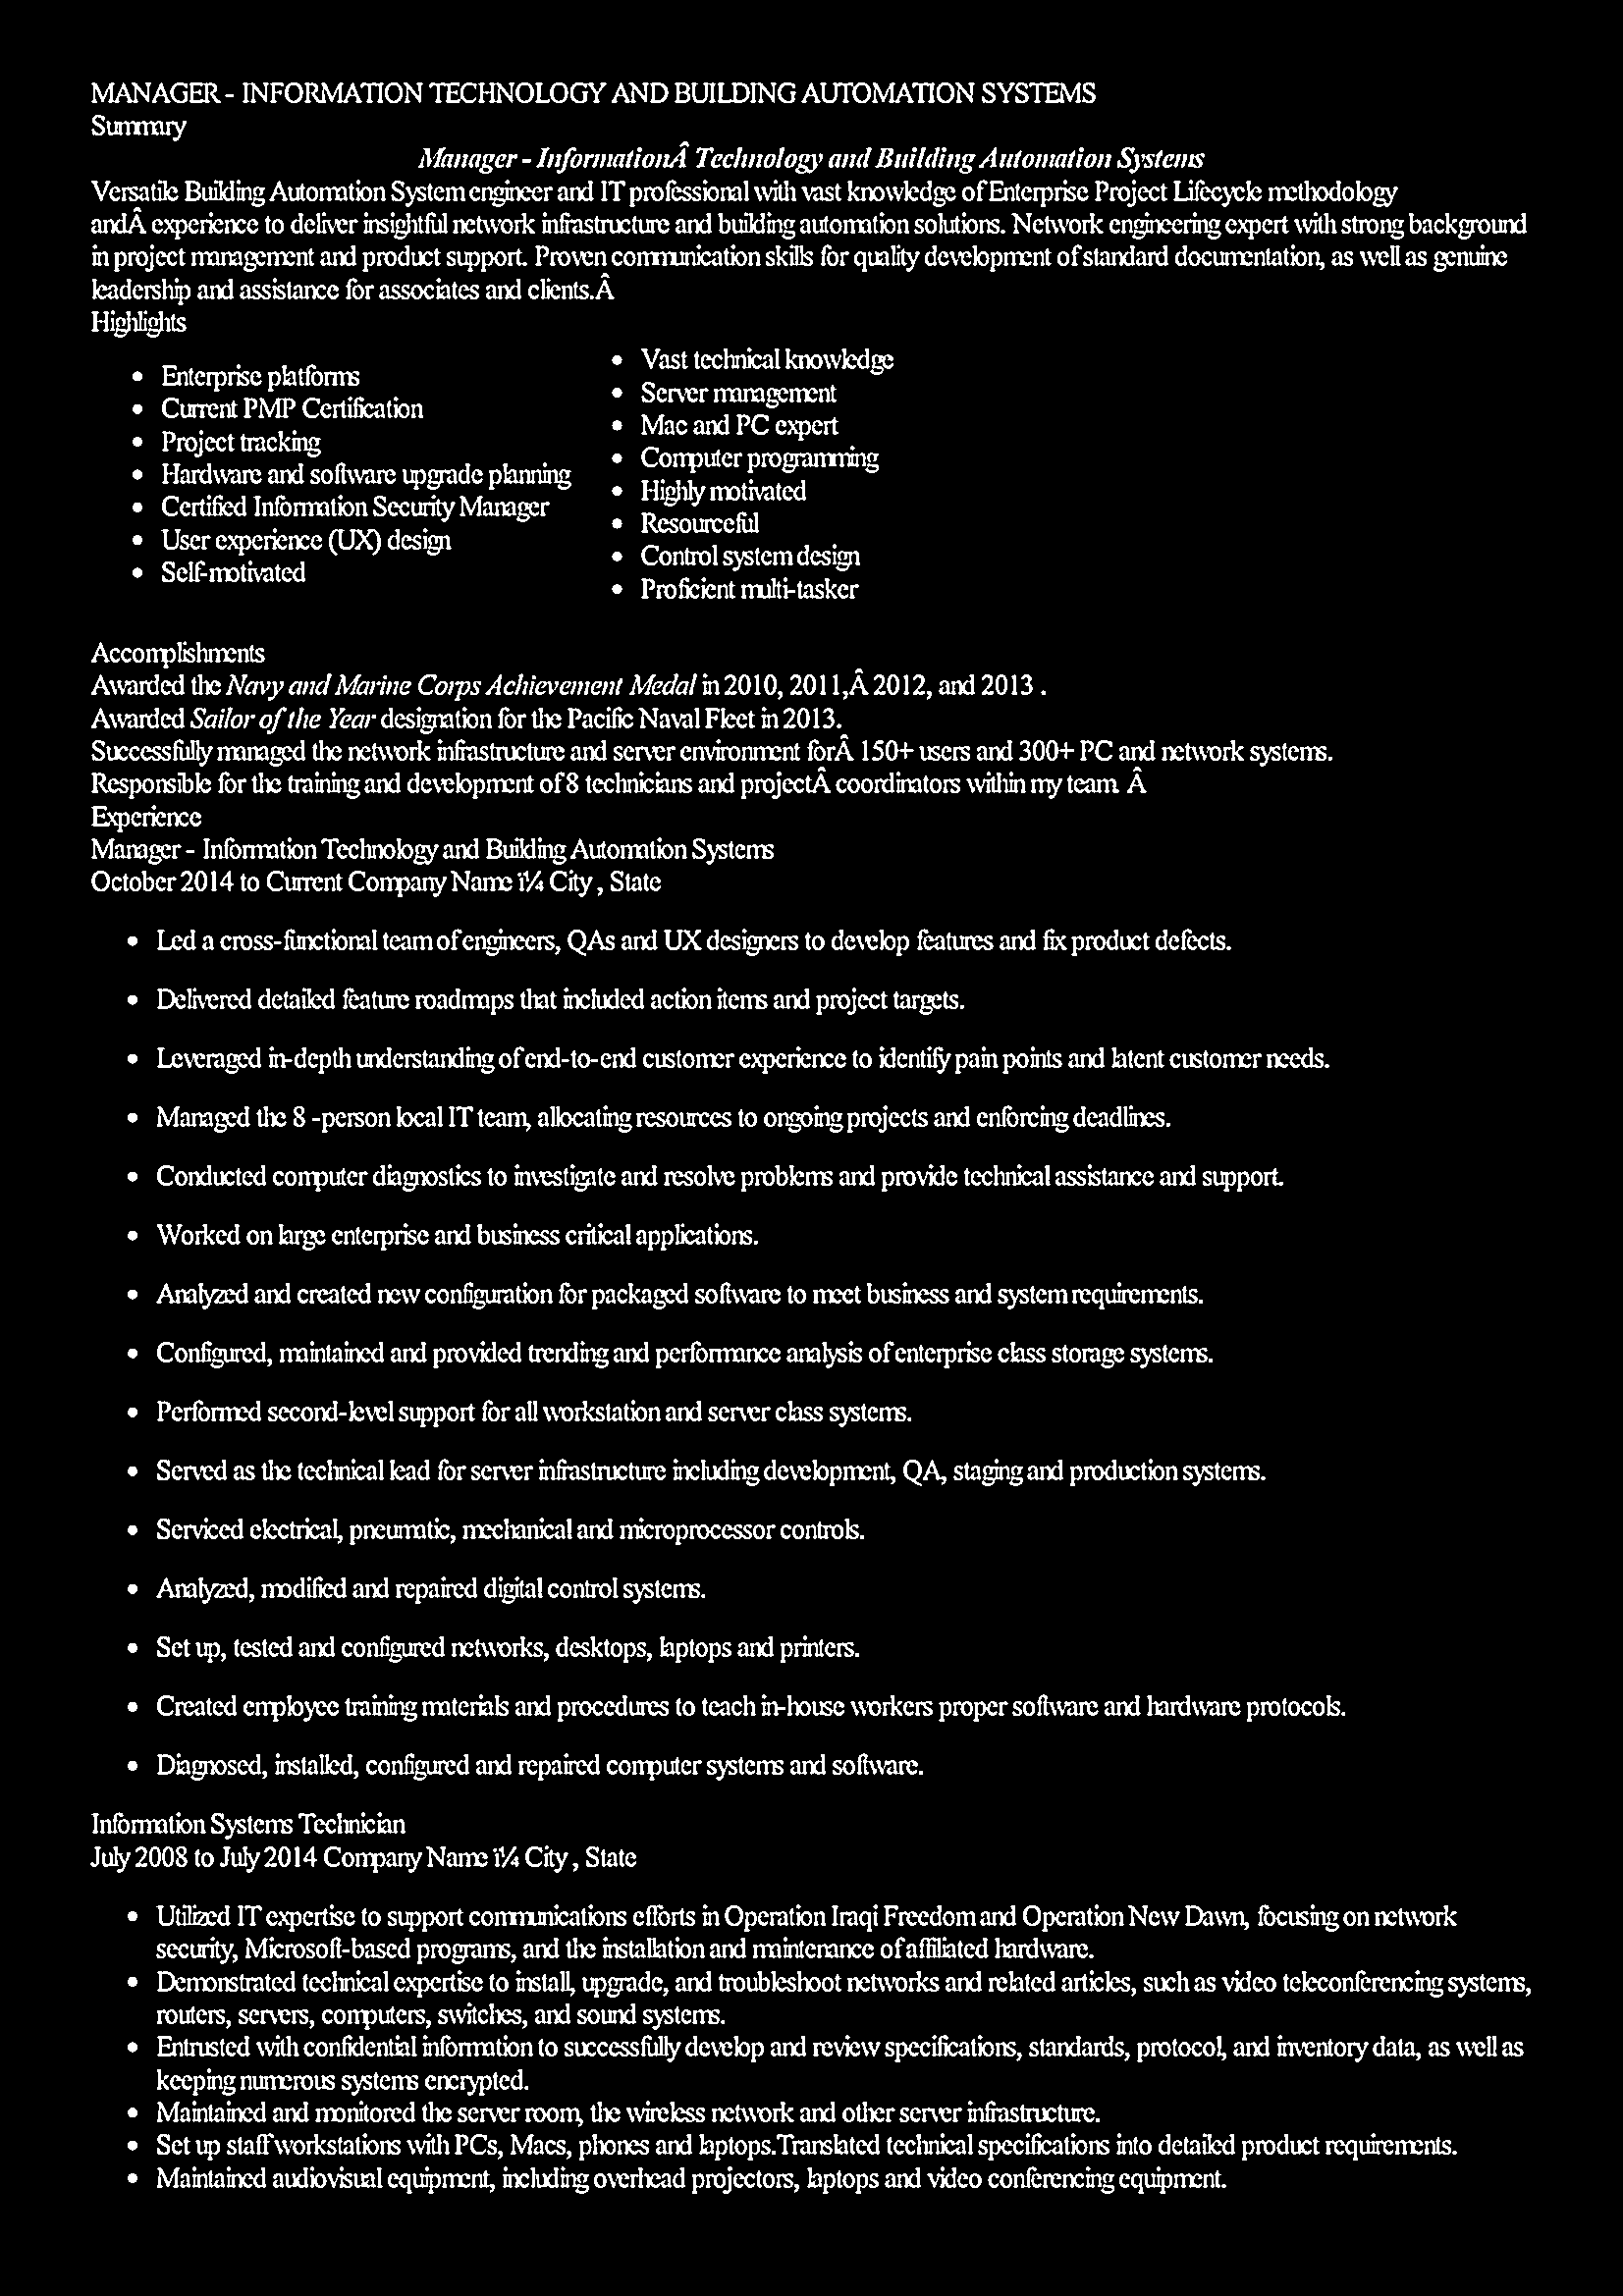 MANAGER - INFORMATION TECHNOLOGY AND BUILDING AUTOMATION SYSTEMS
Summary
Manager - InformationÂ Technology and Building Automation Systems
Versatile Building Automation System engineer and IT professional with vast knowledge of Enterprise Project Lifecycle methodology
andÂ experience to deliver insightful network infrastructure and building automation solutions. Network engineering expert with strong background
in project management and product support. Proven communication skills for quality development of standard documentation, as well as genuine
leadership and assistance for associates and clients.Â
Highlights
• Enterprise platforms
• Current PMP Certification
• Project tracking
• Hardware and software upgrade planning
• Certified Information Security Manager
• User experience (UX) design
• Self-motivated
• Vast technical knowledge
• Server management
• Mac and PC expert
• Computer programming
• Highly motivated
• Resourceful
• Control system design
• Proficient multi-tasker
Accomplishments
Awarded the Navy and Marine Corps Achievement Medal in 2010, 2011,Â 2012, and 2013 .
Awarded Sailor of the Year designation for the Pacific Naval Fleet in 2013.
Successfully managed the network infrastructure and server environment forÂ 150+ users and 300+ PC and network systems.
Responsible for the training and development of 8 technicians and projectÂ coordinators within my team. Â
Experience
Manager - Information Technology and Building Automation Systems
October 2014 to Current Company Name ï¼ City , State
• Led a cross-functional team of engineers, QAs and UX designers to develop features and fix product defects.
• Delivered detailed feature roadmaps that included action items and project targets.
• Leveraged in-depth understanding of end-to-end customer experience to identify pain points and latent customer needs.
• Managed the 8 -person local IT team, allocating resources to ongoing projects and enforcing deadlines.
• Conducted computer diagnostics to investigate and resolve problems and provide technical assistance and support.
• Worked on large enterprise and business critical applications.
• Analyzed and created new configuration for packaged software to meet business and system requirements.
• Configured, maintained and provided trending and performance analysis of enterprise class storage systems.
• Performed second-level support for all workstation and server class systems.
• Served as the technical lead for server infrastructure including development, QA, staging and production systems.
• Serviced electrical, pneumatic, mechanical and microprocessor controls.
• Analyzed, modified and repaired digital control systems.
• Set up, tested and configured networks, desktops, laptops and printers.
• Created employee training materials and procedures to teach in-house workers proper software and hardware protocols.
• Diagnosed, installed, configured and repaired computer systems and software.
Information Systems Technician
July 2008 to July 2014 Company Name ï¼ City , State
• Utilized IT expertise to support communications efforts in Operation Iraqi Freedom and Operation New Dawn, focusing on network
security, Microsoft-based programs, and the installation and maintenance of affiliated hardware.
• Demonstrated technical expertise to install, upgrade, and troubleshoot networks and related articles, such as video teleconferencing systems,
routers, servers, computers, switches, and sound systems.
• Entrusted with confidential information to successfully develop and review specifications, standards, protocol, and inventory data, as well as
keeping numerous systems encrypted.
• Maintained and monitored the server room, the wireless network and other server infrastructure.
• Set up staff workstations with PCs, Macs, phones and laptops.Translated technical specifications into detailed product requirements.
• Maintained audiovisual equipment, including overhead projectors, laptops and video conferencing equipment.